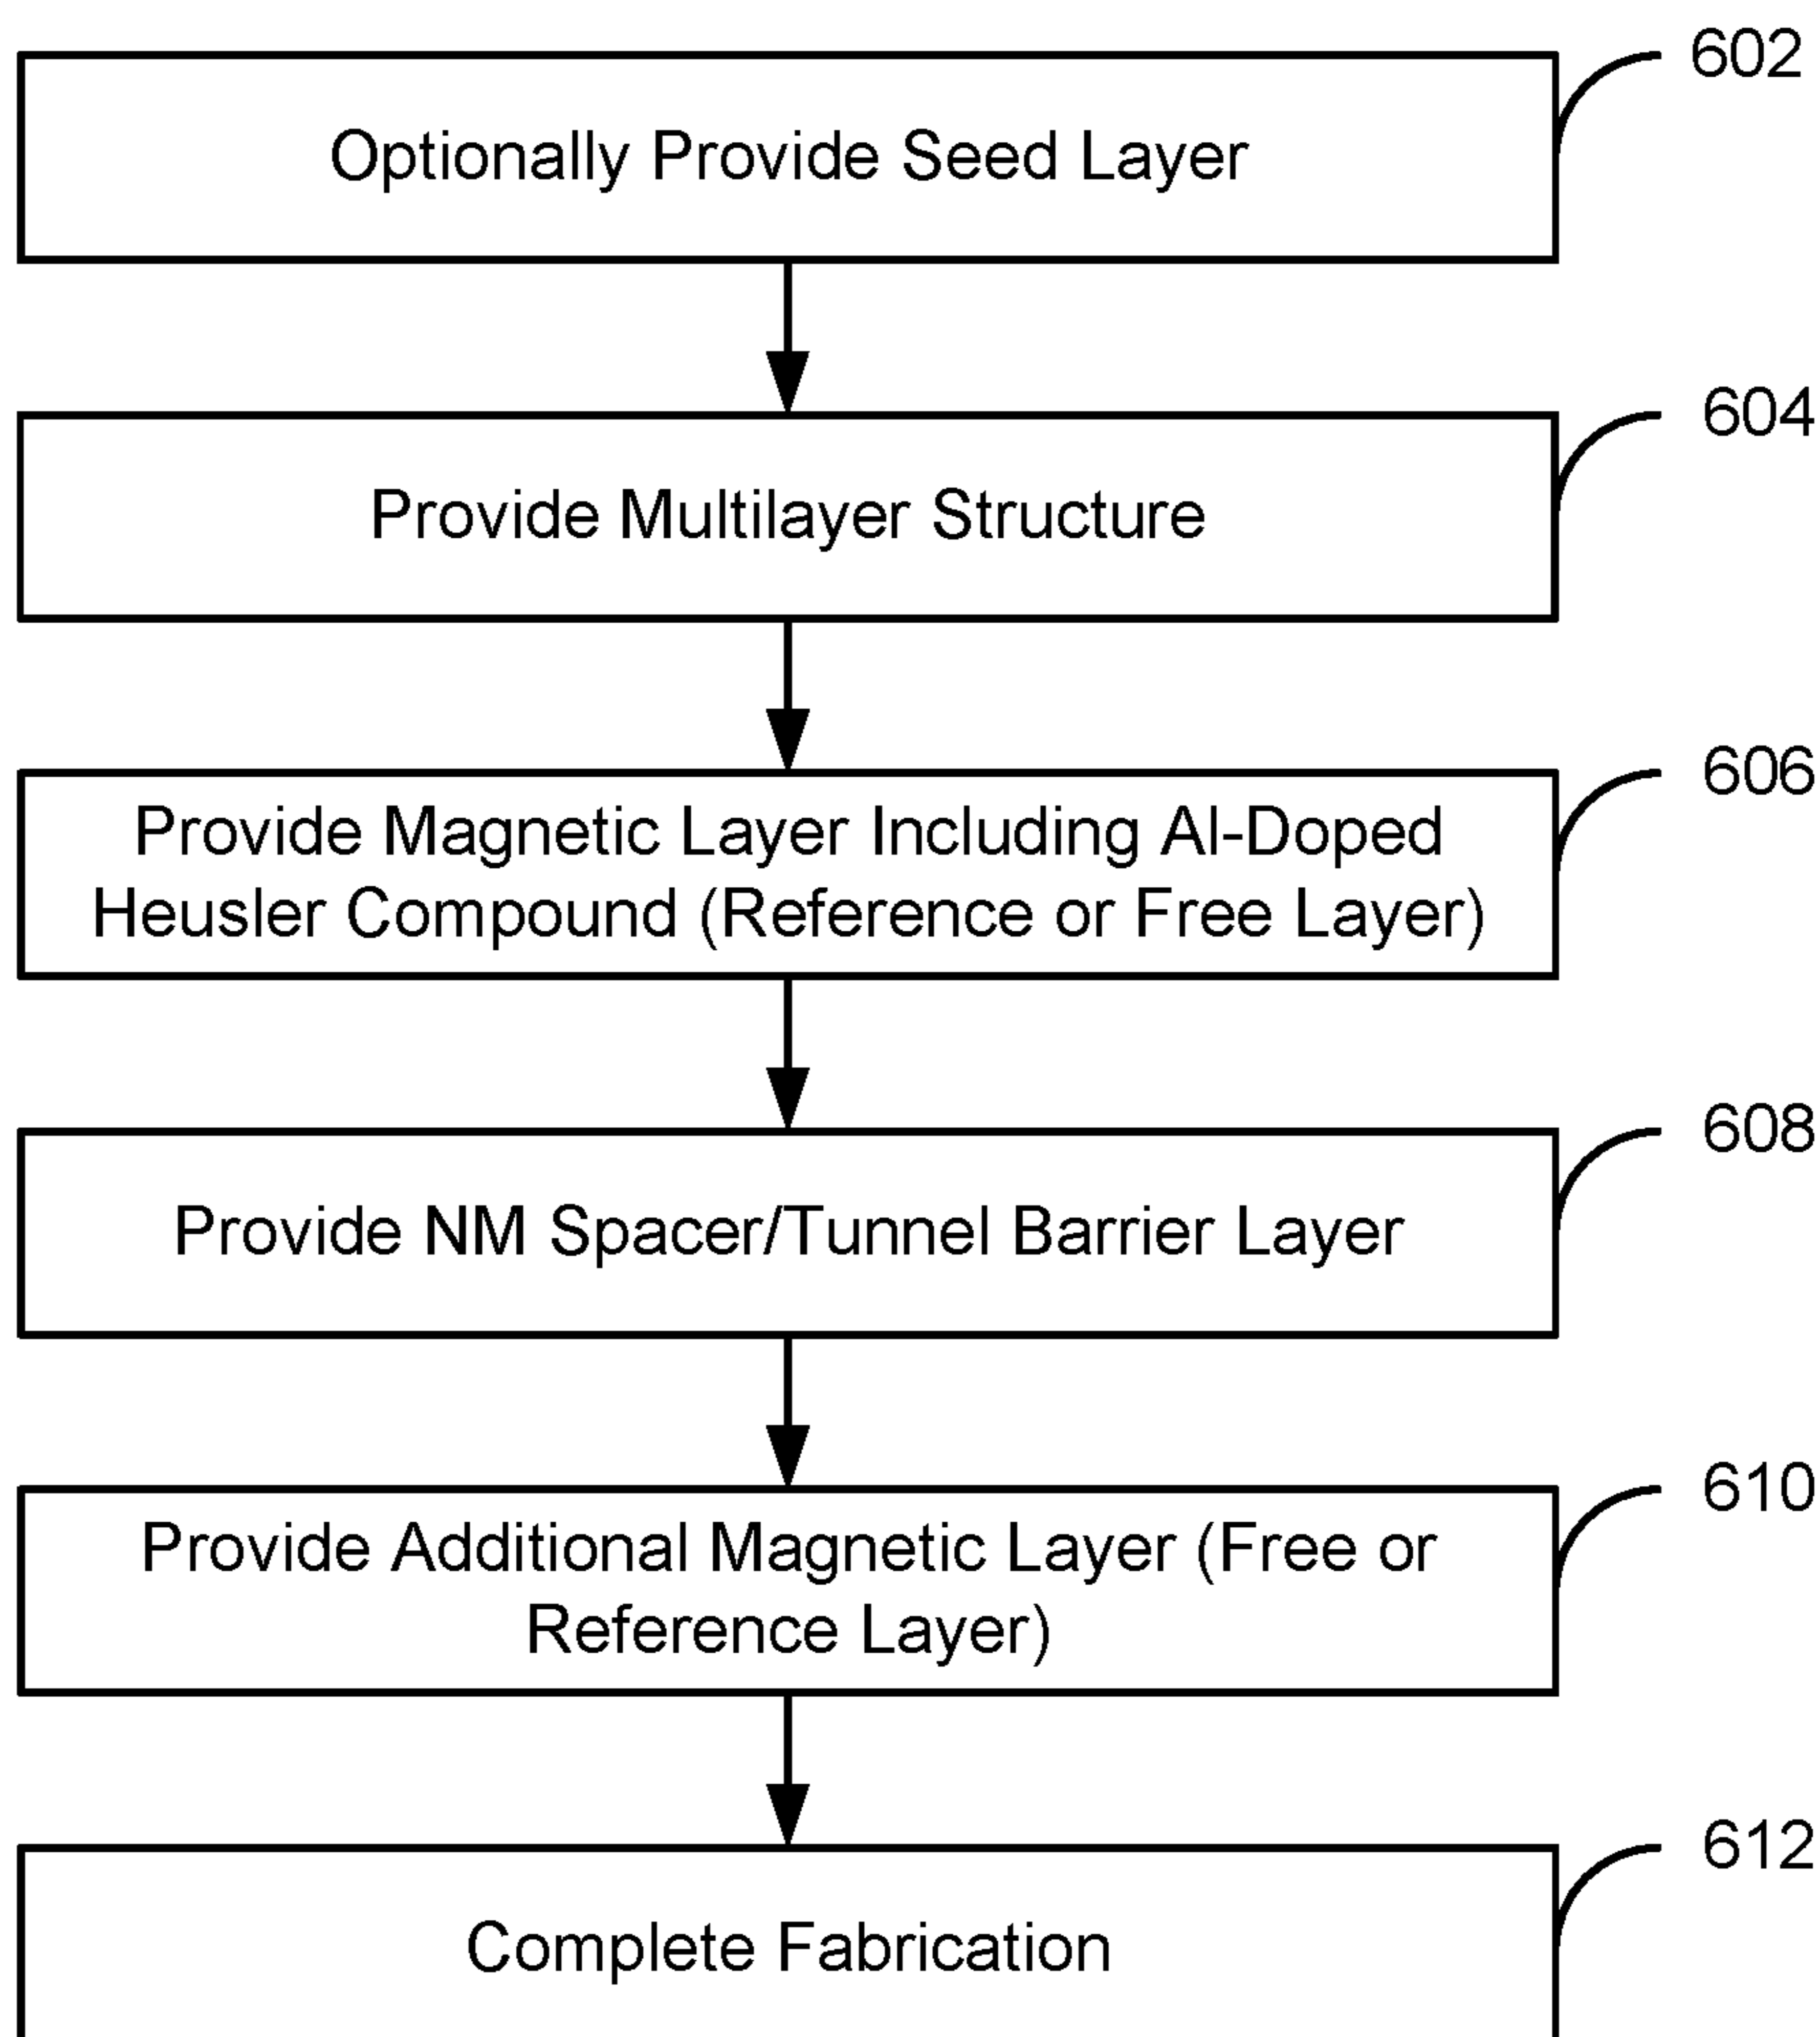 602
Optionally Provide Seed Layer
604
Provide Multilayer Structure
606
Provide Magnetic Layer Including Al-Doped
Heusler Compound (Reference or Free Layer)
608
Provide NM Spacer/Tunnel Barrier Layer
610
Provide Additional Magnetic Layer (Free or
Reference Layer)
612
Complete Fabrication